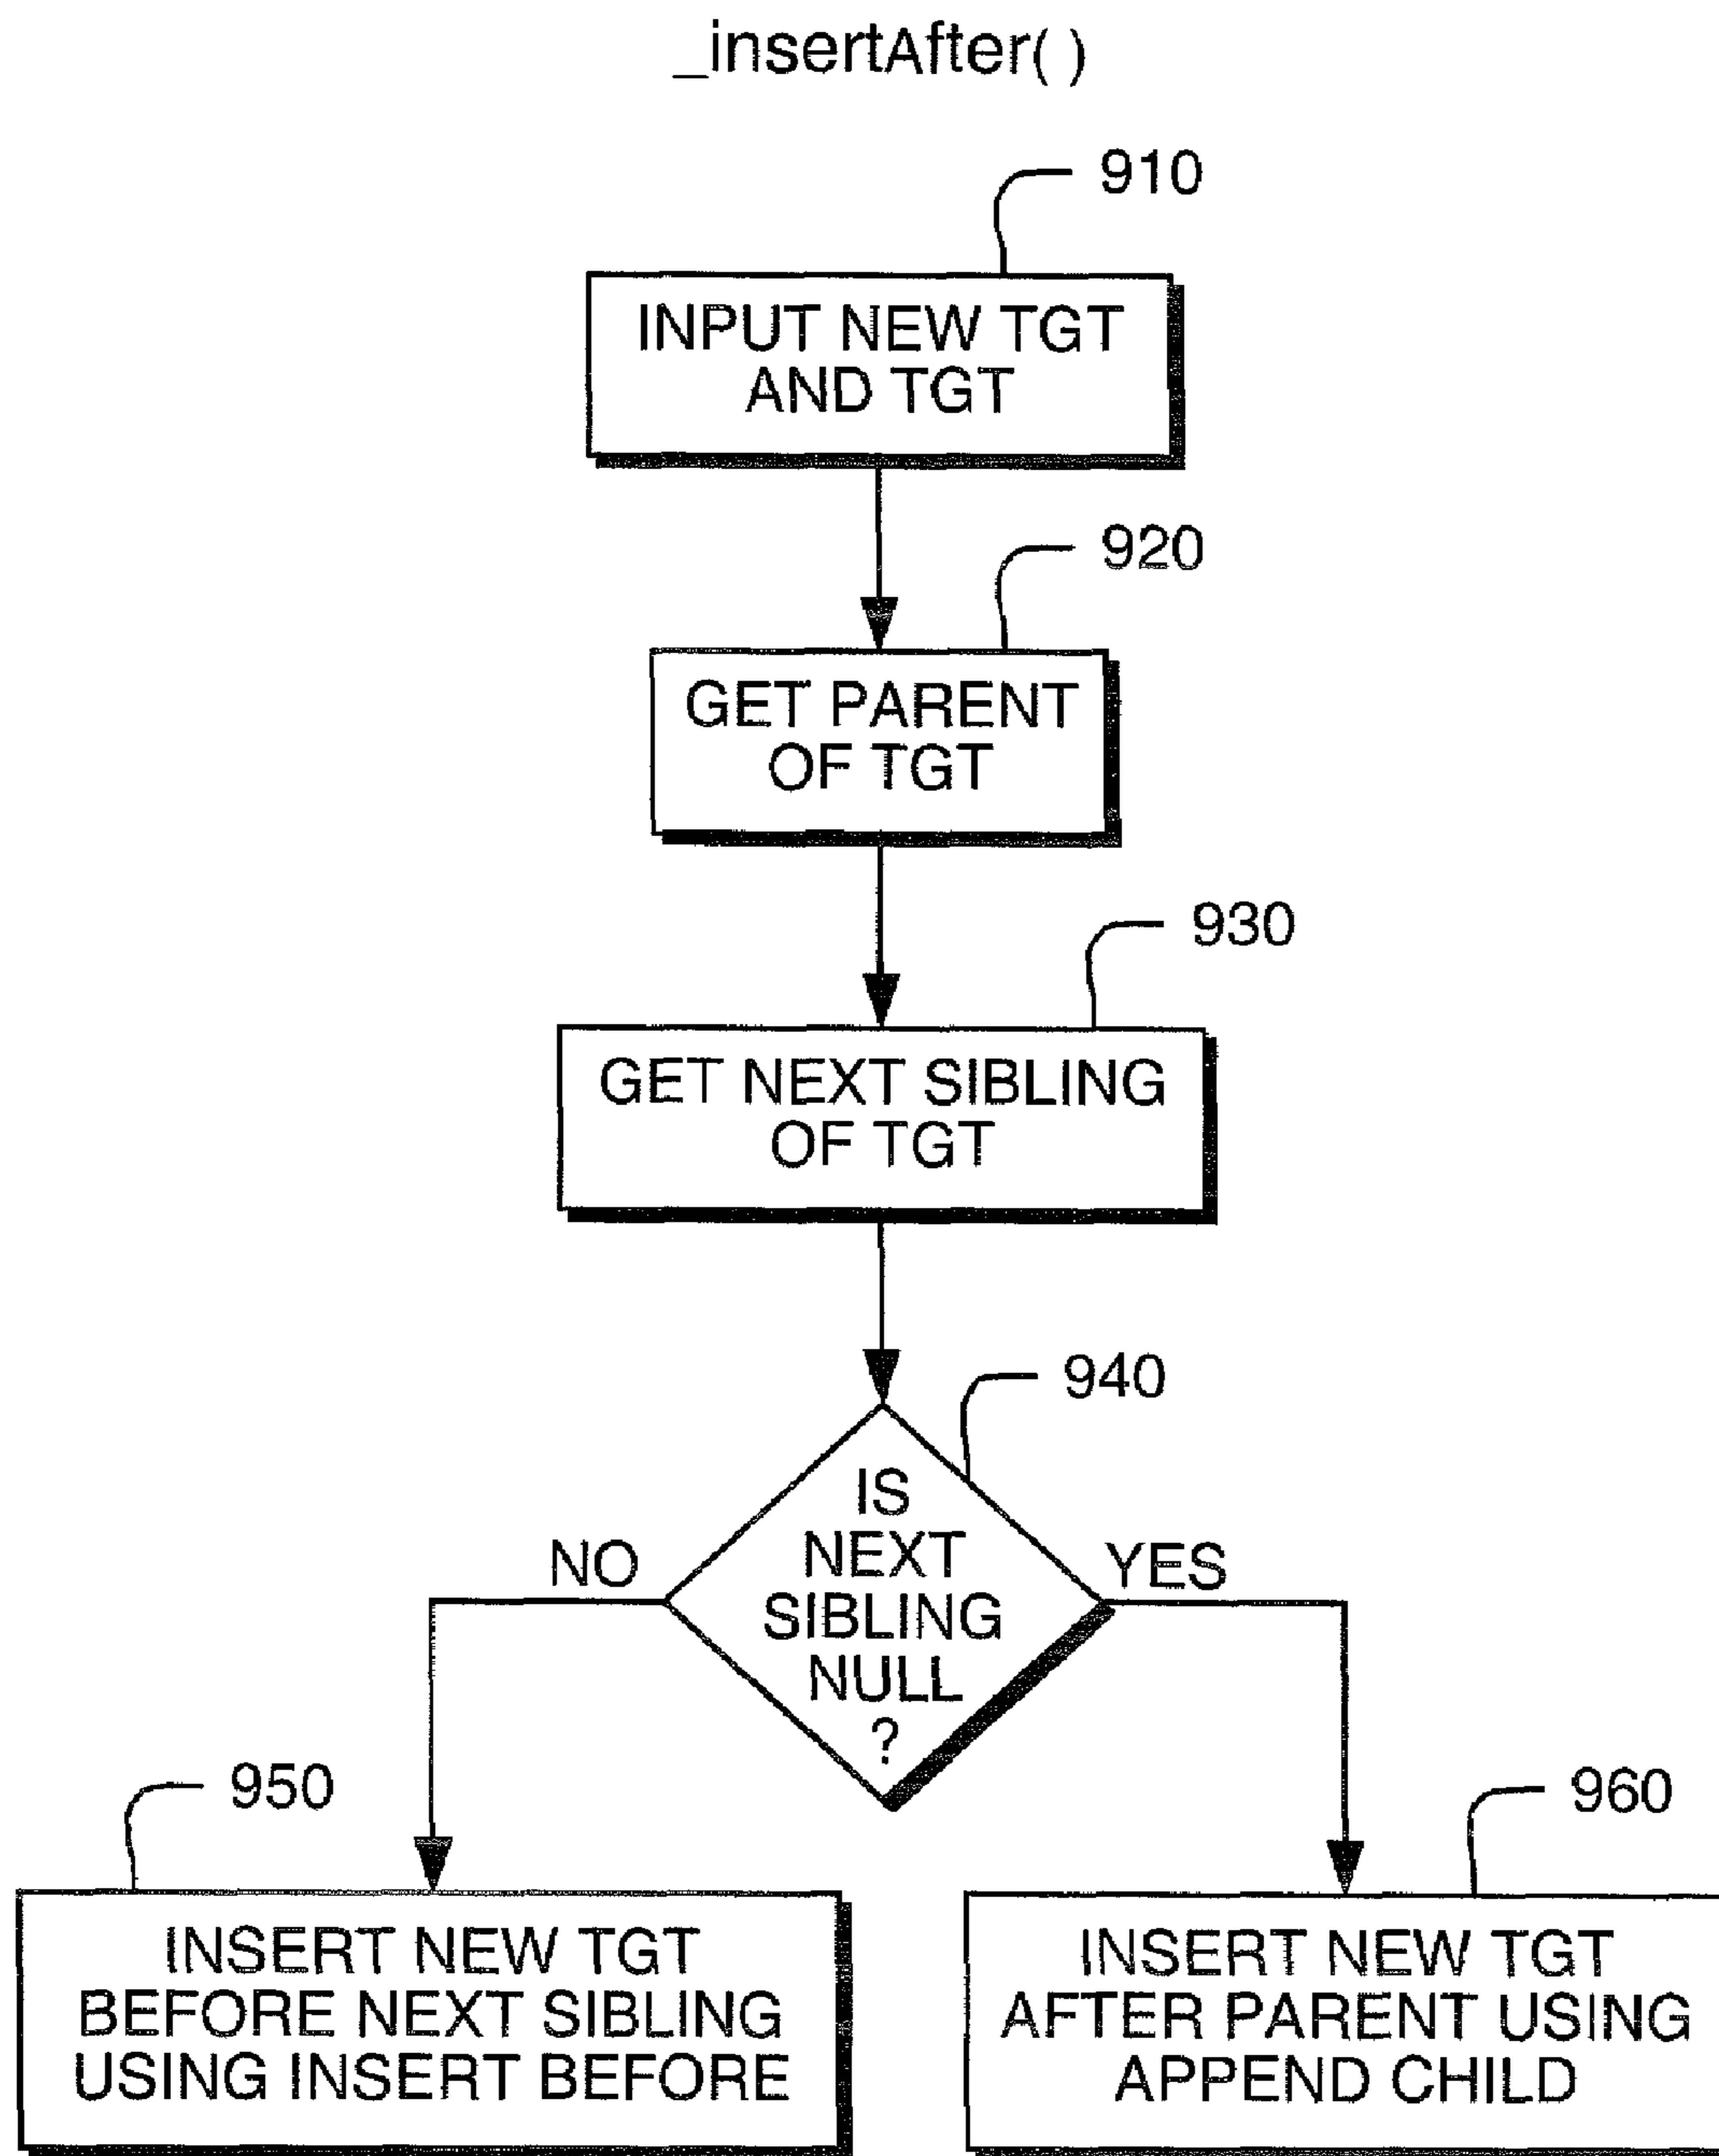 _insertAfter( )
910
INPUT NEW TGT
AND TGT
920
GET PARENT
OF TGT
930
GET NEXT SIBLING
OF TGT
940
IS
NEXT
SIBLING
NULL
?
NO
YES
950
INSERT NEW TGT
BEFORE NEXT SIBLING
USING INSERT BEFORE
960
INSERT NEW TGT
AFTER PARENT USING
APPEND CHILD